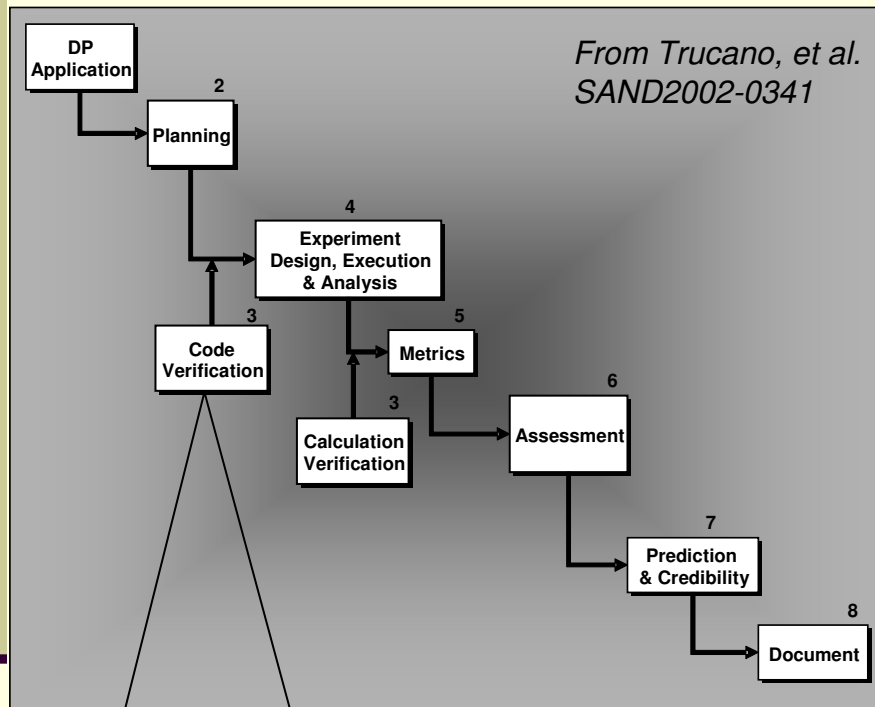 DP
Application
From Trucano, et al.
SAND2002-0341
2
Planning
4
Experiment
Design, Execution
& Analysis
3
Code
Verification
5
Metrics
3
Calculation
Verification
6
Assessment
7
Prediction
& Credibility
8
Document